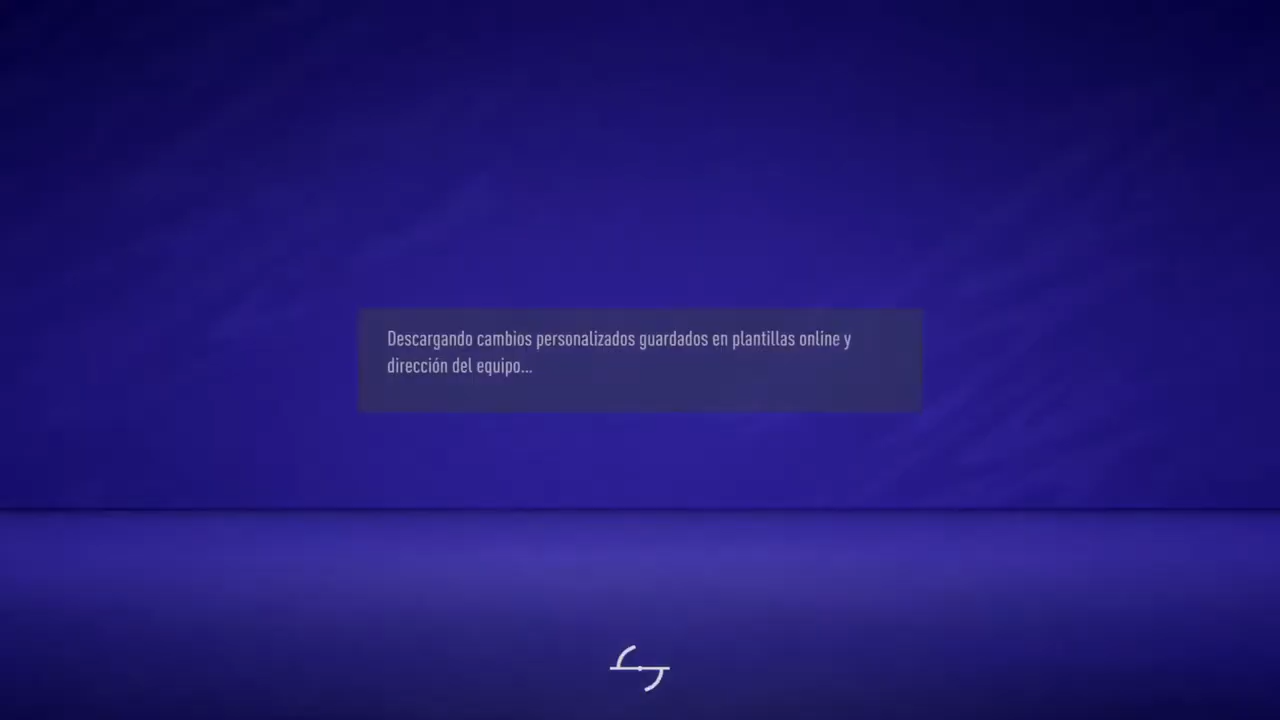 Descargando cambios personalizados guardados en plantillas online y
dirección del equipo...